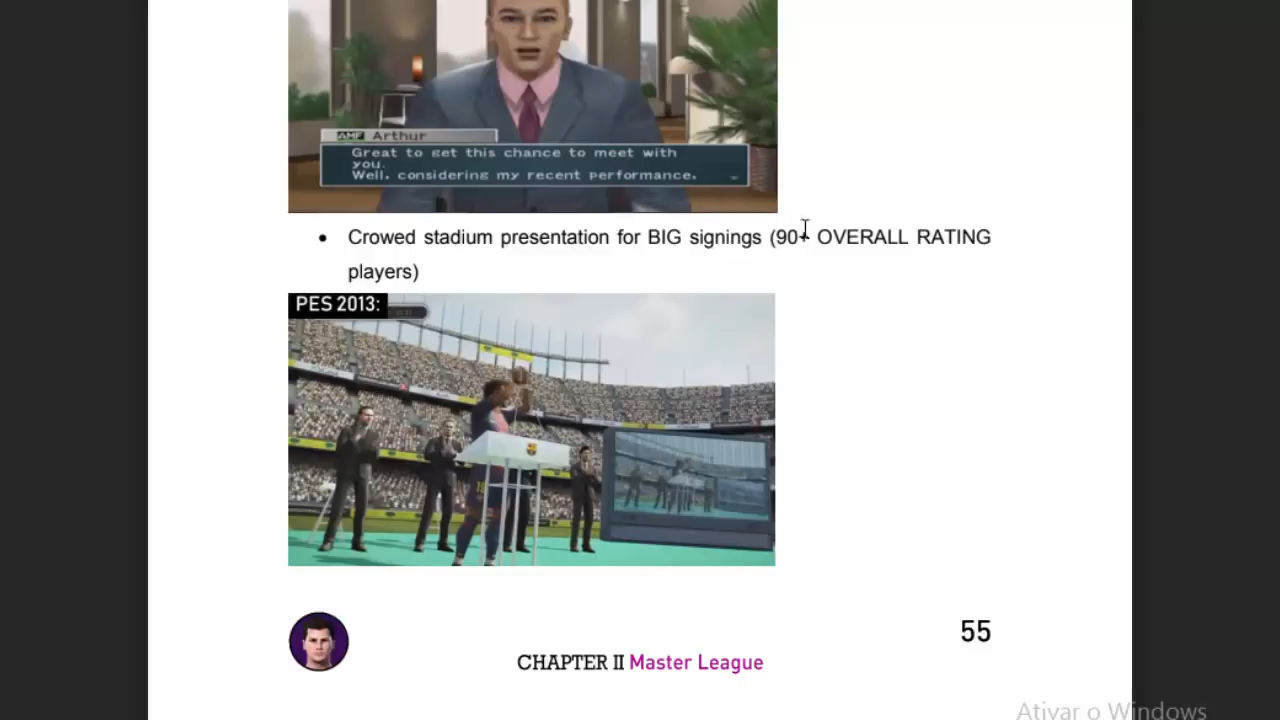 AMF Arthur
Great to get this chance to meet with
you.
Well, considering my recent performance.
• Crowed stadium presentation for BIG signings (90+ OVERALL RATING
players)
PES 2013:
55
CHAPTER II Master League
Ativar o Windows